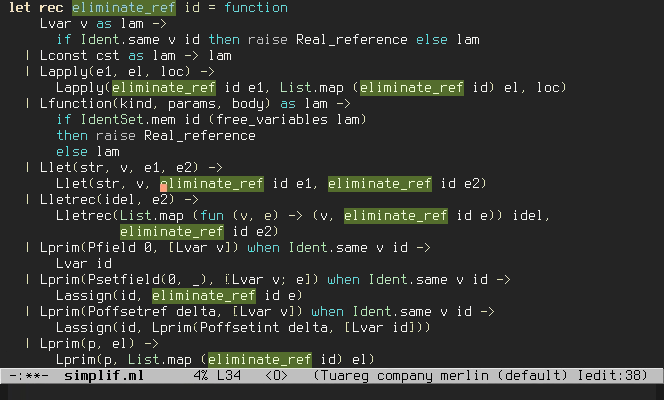 let rec eliminate_ref id = function
Lvar v as lam ->
if Ident.same v id then raise Real_reference else lam
| Lconst cst as lam -> lam
| Lapply(e1, el, loc) ->
Lapply(eliminate_ref id e1, List.map (eliminate_ref id) el, loc)
| Lfunction(kind, params, body) as lam ->
if IdentSet.mem id (free_variables lam)
then raise Real_reference
else lam
| Llet(str, v, e1, e2) ->
Llet(str, v, eliminate_ref id e1, eliminate_ref id e2)
| Lletrec(idel, e2) ->
Lletrec(List.map (fun (v, e) -> (v, eliminate_ref id e)) idel,
eliminate_ref id e2)
| Lprim(Pfield 0, [Lvar v]) when Ident.same v id ->
Lvar id
| Lprim(Psetfield(0, _), [Lvar v; e]) when Ident.same v id ->
Lassign(id, eliminate_ref id e)
| Lprim(Poffsetref delta, [Lvar v]) when Ident.same v id ->
Lassign(id, Lprim(Poffsetint delta, [Lvar id]))
| Lprim(p, el) ->
Lprim(p, List.map (eliminate_ref id) el)
-:**- simplif.ml 4% L34 <O> (Tuareg company merlin (default) Iedit:38)